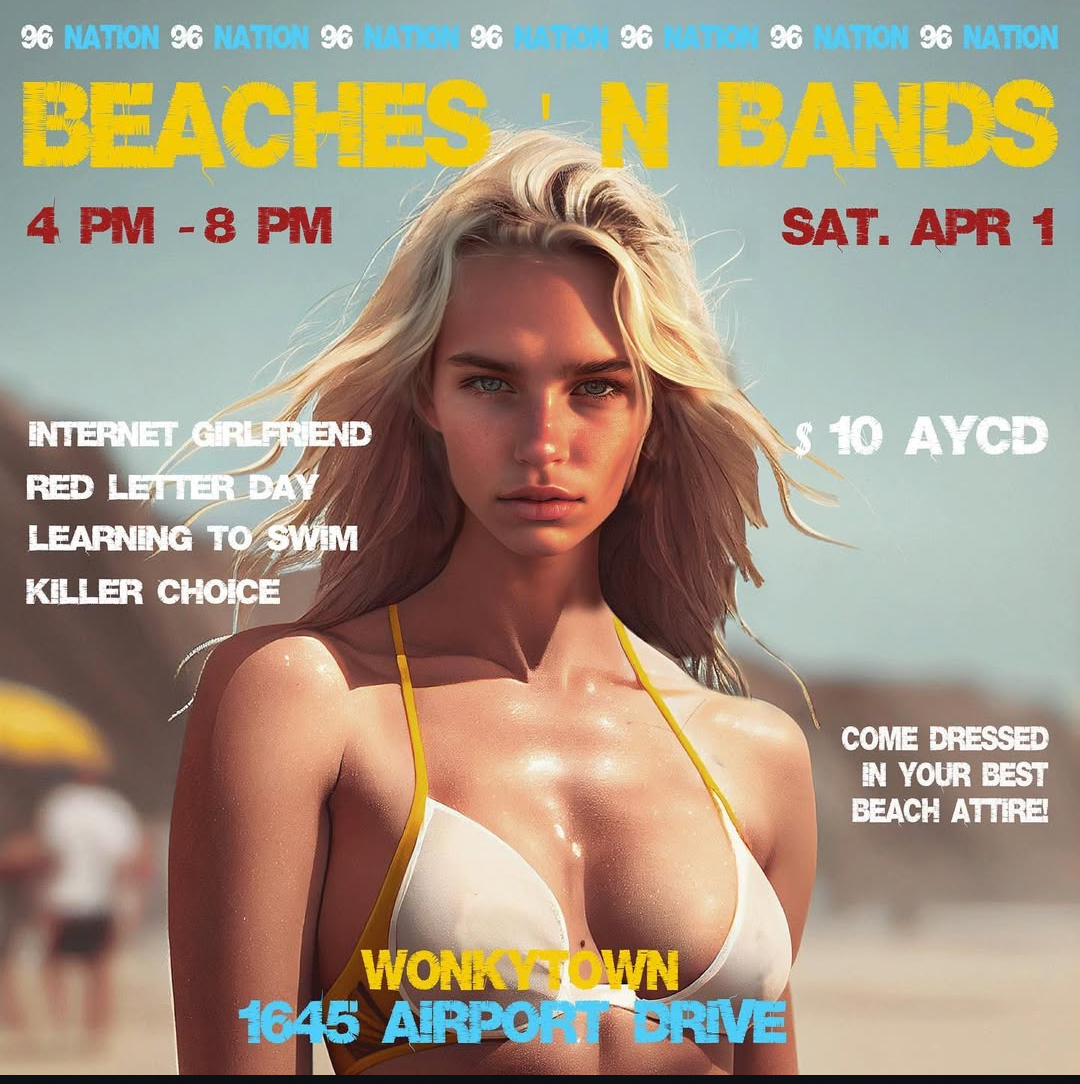 96 NATION 96 NATION 96 NATION 96 NATION 96 NATION 96 NATION 96 NATION
BEACHES ' N BANDS
4 PM - 8 PM
SAT. APR 1
INTERNET GIRLFRIEND
RED LETTER DAY
LEARNING TO SWIM
KILLER CHOICE
$ 10 AYCD
COME DRESSED
IN YOUR BEST
BEACH ATTIRE!
WONKYTOWN
1645 AIRPORT DRIVE